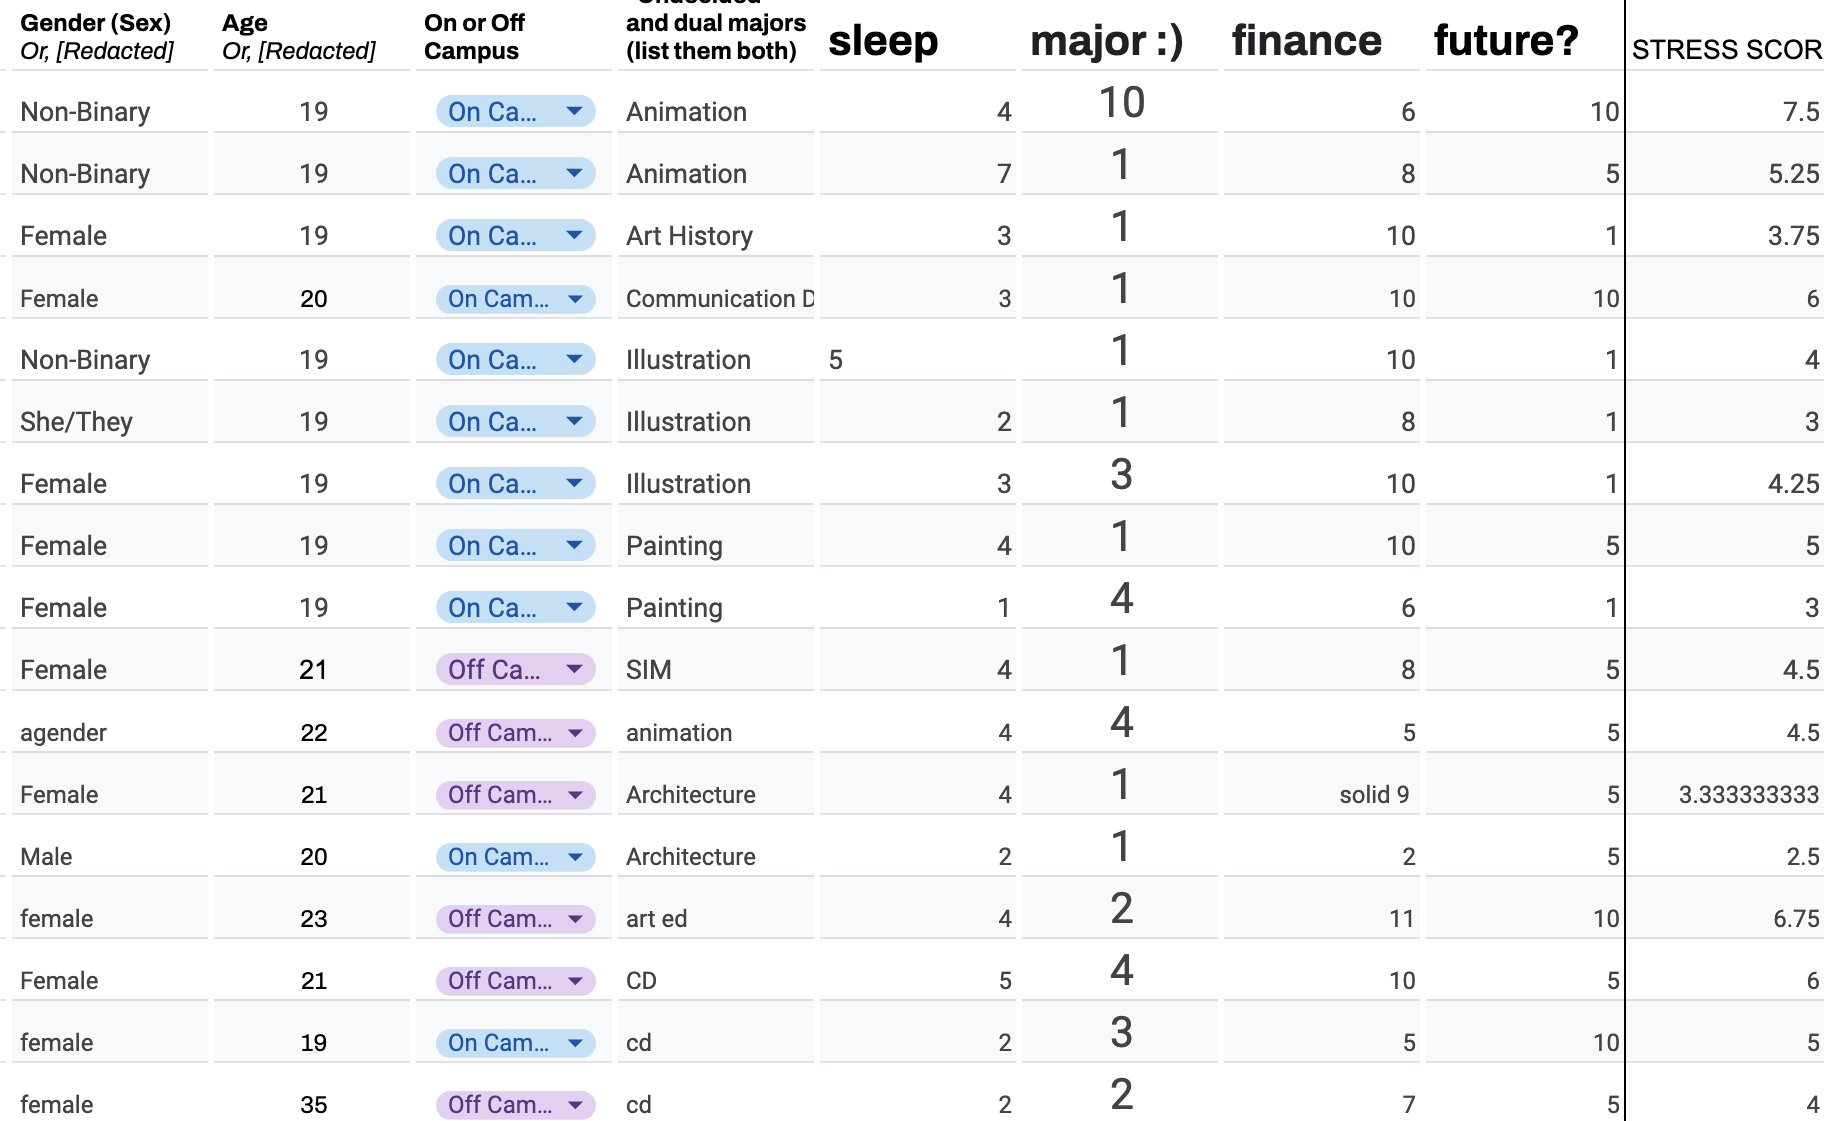 Gender (Sex) Age On or Off and dual majors sleep major :) finance future? STRESS SCOR
Or, [Redacted] Or, [Redacted] Campus (list them both)
Non-Binary 19 On Ca... Animation 4 10 6 10 7.5
Non-Binary 19 On Ca... Animation 7 1 8 5 5.25
Female 19 On Ca... Art History 3 1 10 1 3.75
Female 20 On Cam... Communication D 3 1 10 10 6
Non-Binary 19 On Ca... Illustration 5 1 10 1 4
She/They 19 On Ca... Illustration 2 1 8 1 3
Female 19 On Ca... Illustration 3 3 10 1 4.25
Female 19 On Ca... Painting 4 1 10 5 5
Female 19 On Ca... Painting 1 4 6 1 3
Female 21 Off Ca... SIM 4 1 8 5 4.5
agender 22 Off Cam... animation 4 4 5 5 4.5
Female 21 Off Cam... Architecture 4 1 solid 9 5 3.333333333
Male 20 On Cam... Architecture 2 1 2 5 2.5
female 23 Off Cam... art ed 4 2 11 10 6.75
Female 21 Off Cam... CD 5 4 10 5 6
female 19 On Cam... cd 2 3 5 10 5
female 35 Off Cam... cd 2 2 7 5 4